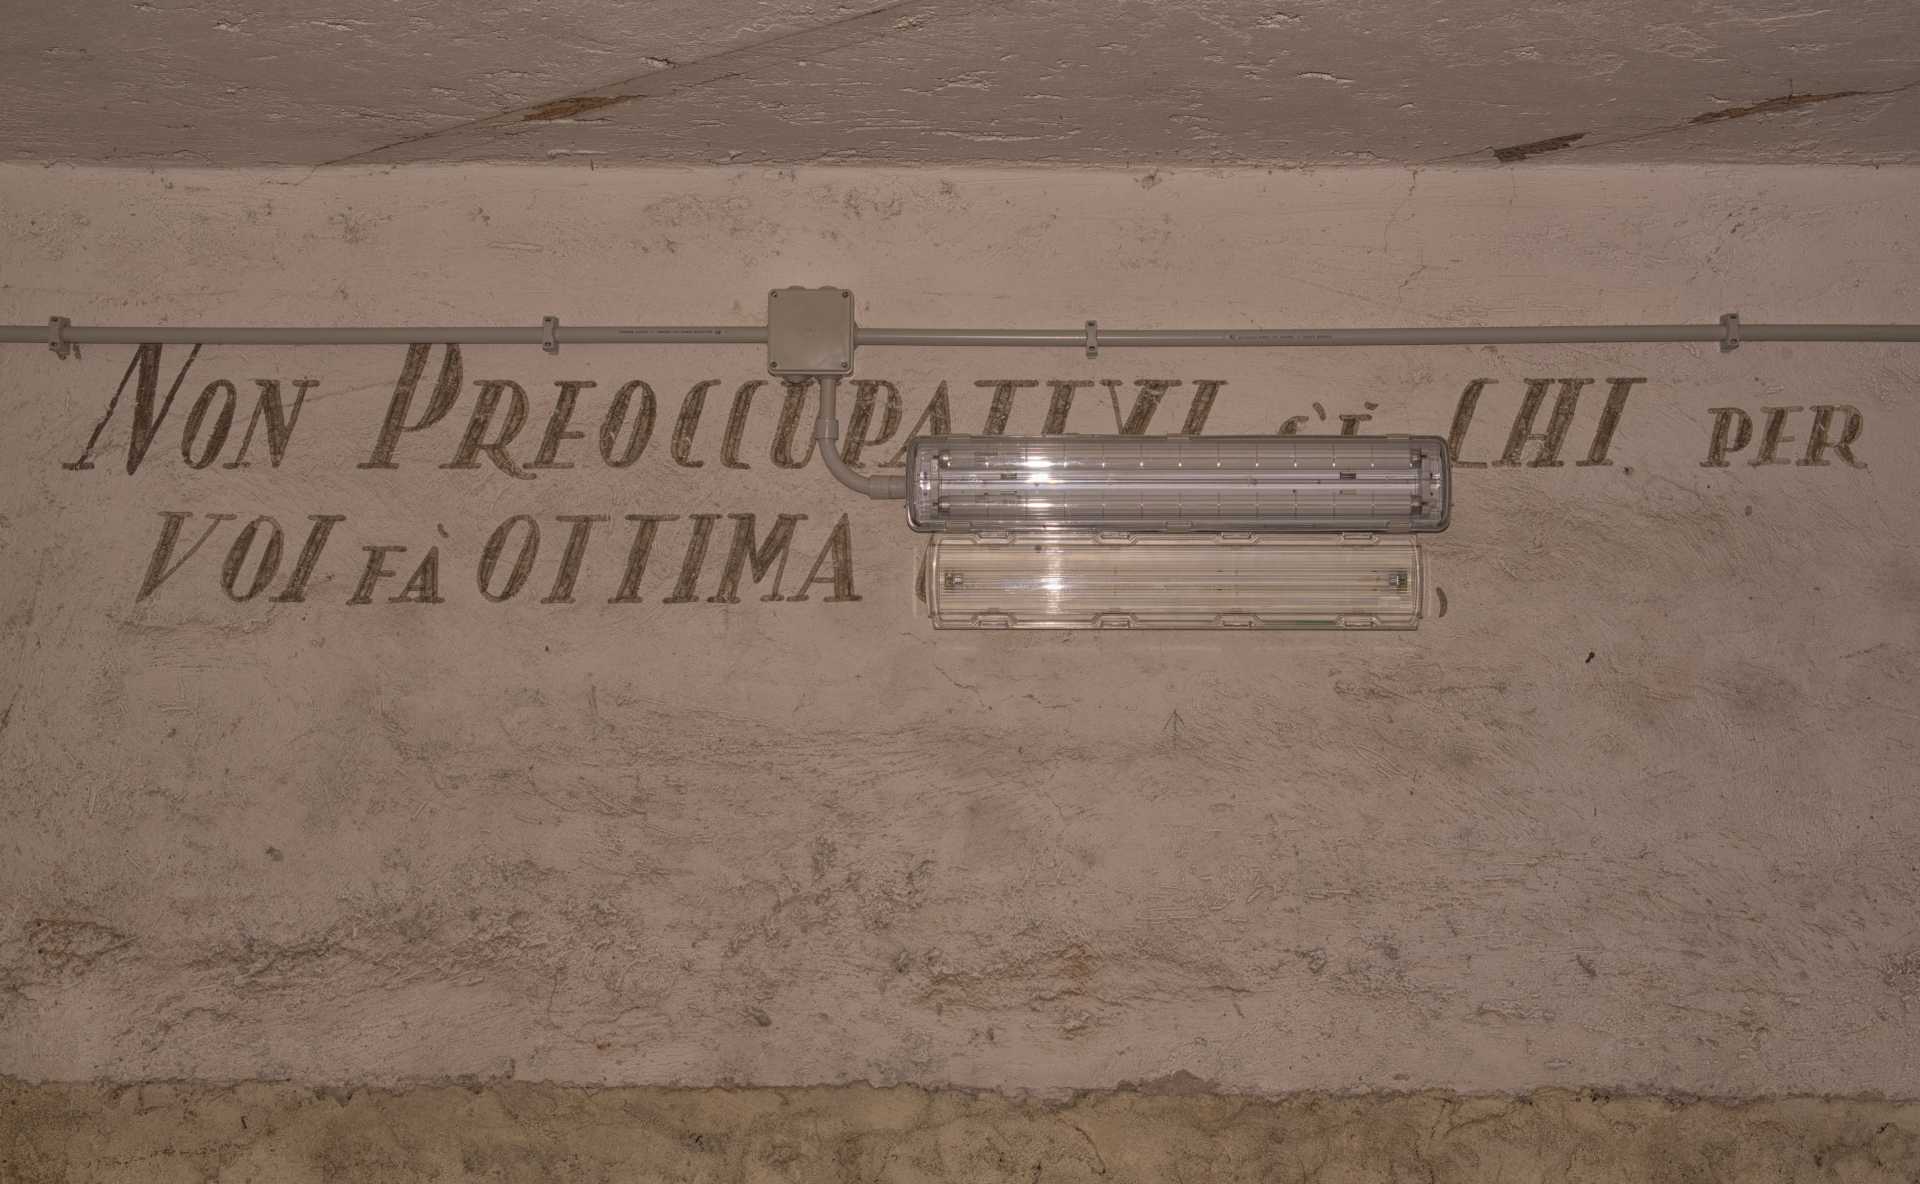 Non Preoccupatevi c'è CHI PER
VOI FÀ OTTIMA